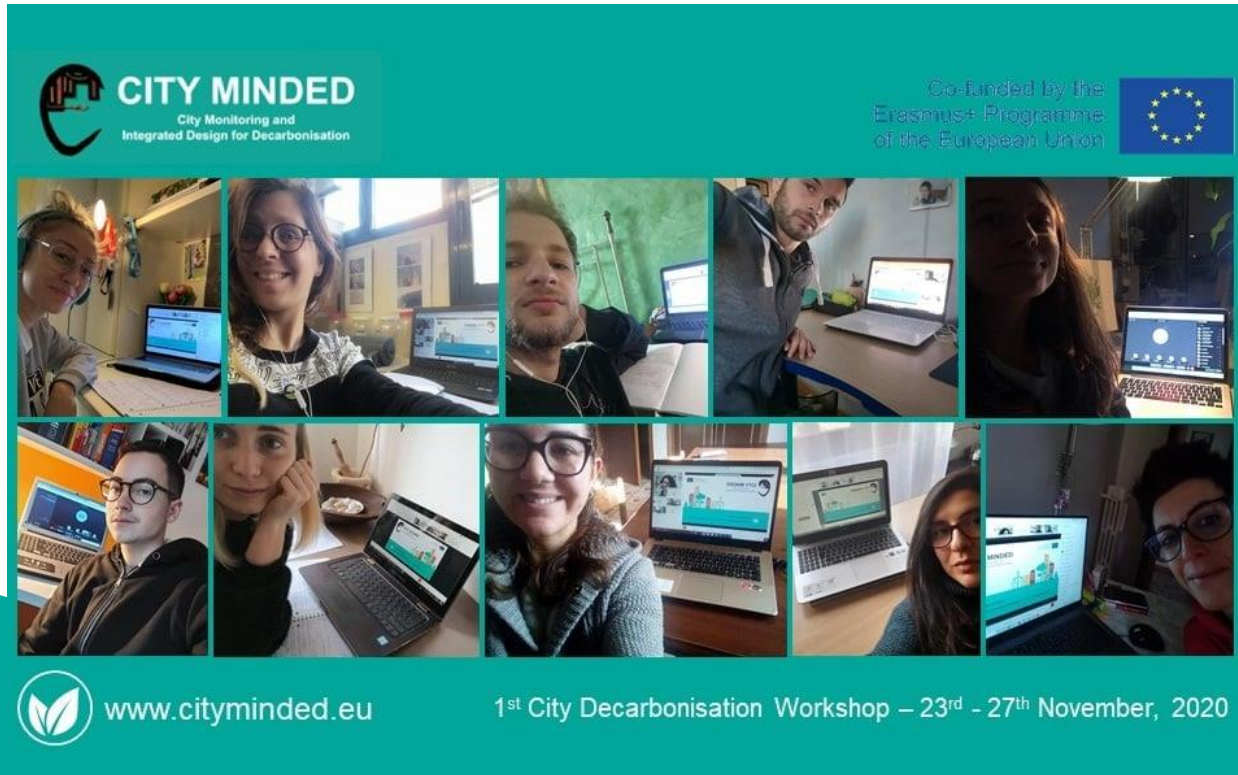 CITY MINDED
City Monitoring and
Integrated Design for Decarbonisation
Co-funded by the
Erasmus+ Programme
of the European Union
MINDED
www.cityminded.eu
1st City Decarbonisation Workshop – 23rd - 27th November, 2020